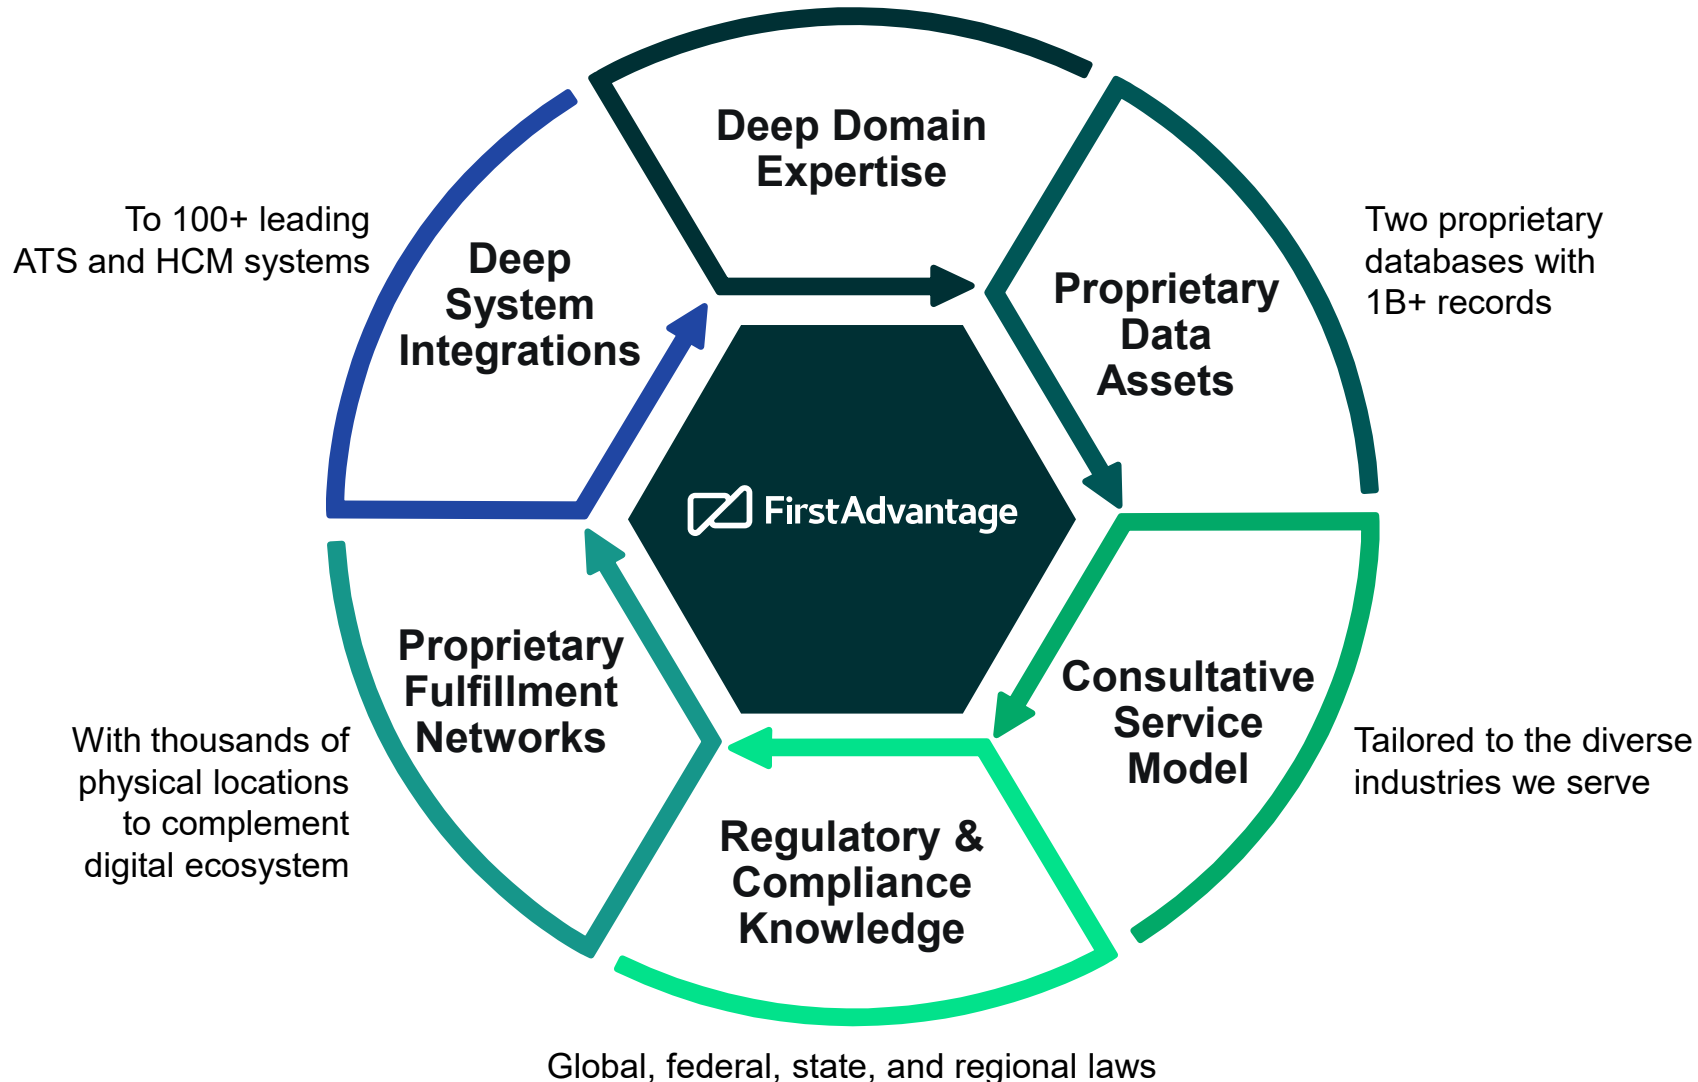 Deep Domain
Expertise
To 100+ leading
ATS and HCM systems
Deep
System
Integrations
Proprietary
Data
Assets
Two proprietary
databases with
1B+ records
FirstAdvantage
Proprietary
Fulfillment
Networks
With thousands of
physical locations
to complement
digital ecosystem
Consultative
Service
Model
Tailored to the diverse
industries we serve
Regulatory &
Compliance
Knowledge
Global, federal, state, and regional laws